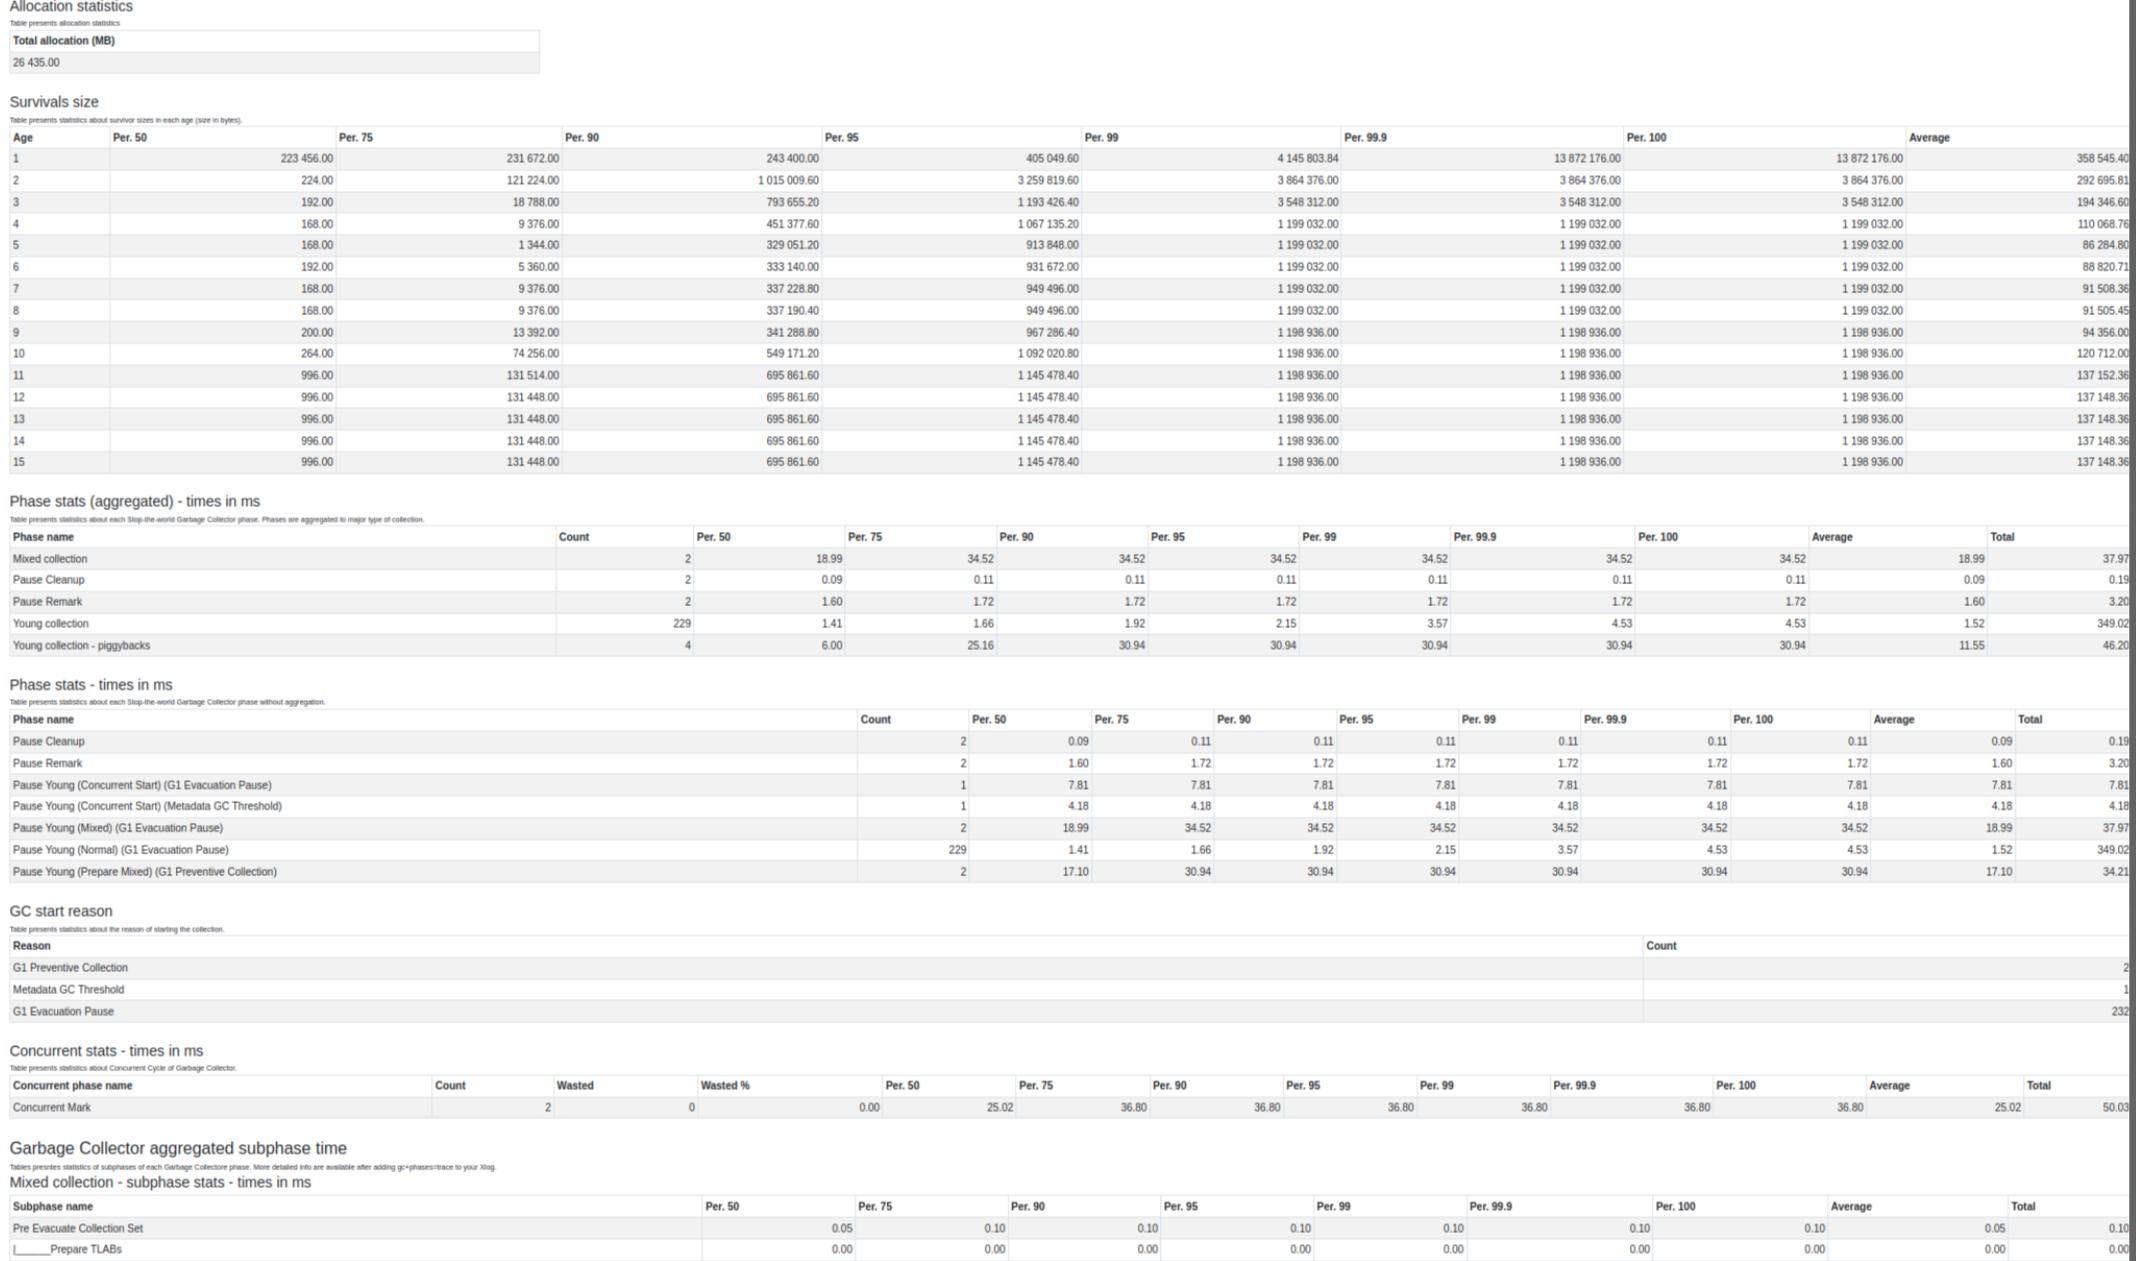 Allocation statistics
Table presents allocation statistics
Total allocation (MB)
26 435.00
Survivals size
Table presents statistics about survivor sizes in each age (size in bytes).
Age Per. 50 Per. 75 Per. 90 Per. 95 Per. 99 Per. 99.9 Per. 100 Average
1 223 456.00 231 672.00 243 400.00 405 049.60 4 145 803.84 13 872 176.00 13 872 176.00 358 545.40
2 224.00 121 224.00 1 015 009.60 3 259 819.60 3 864 376.00 3 864 376.00 3 864 376.00 292 695.81
3 192.00 18 788.00 793 655.20 1 193 426.40 3 548 312.00 3 548 312.00 3 548 312.00 194 346.60
4 168.00 9 376.00 451 377.60 1 067 135.20 1 199 032.00 1 199 032.00 1 199 032.00 110 068.76
5 168.00 1 344.00 329 051.20 913 848.00 1 199 032.00 1 199 032.00 1 199 032.00 86 284.80
6 192.00 5 360.00 333 140.00 931 672.00 1 199 032.00 1 199 032.00 1 199 032.00 88 820.71
7 168.00 9 376.00 337 228.80 949 496.00 1 199 032.00 1 199 032.00 1 199 032.00 91 508.36
8 168.00 9 376.00 337 190.40 949 496.00 1 199 032.00 1 199 032.00 1 199 032.00 91 505.45
9 200.00 13 392.00 341 288.80 967 286.40 1 198 936.00 1 198 936.00 1 198 936.00 94 356.00
10 264.00 74 256.00 549 171.20 1 092 020.80 1 198 936.00 1 198 936.00 1 198 936.00 120 712.00
11 996.00 131 514.00 695 861.60 1 145 478.40 1 198 936.00 1 198 936.00 1 198 936.00 137 152.36
12 996.00 131 448.00 695 861.60 1 145 478.40 1 198 936.00 1 198 936.00 1 198 936.00 137 148.36
13 996.00 131 448.00 695 861.60 1 145 478.40 1 198 936.00 1 198 936.00 1 198 936.00 137 148.36
14 996.00 131 448.00 695 861.60 1 145 478.40 1 198 936.00 1 198 936.00 1 198 936.00 137 148.36
15 996.00 131 448.00 695 861.60 1 145 478.40 1 198 936.00 1 198 936.00 1 198 936.00 137 148.36
Phase stats (aggregated) - times in ms
Table presents statistics about each Stop-the-world Garbage Collector phase. Phases are aggregated to major type of collection.
Phase name Count Per. 50 Per. 75 Per. 90 Per. 95 Per. 99 Per. 99.9 Per. 100 Average Total
Mixed collection 2 18.99 34.52 34.52 34.52 34.52 34.52 34.52 18.99 37.97
Pause Cleanup 2 0.09 0.11 0.11 0.11 0.11 0.11 0.11 0.09 0.19
Pause Remark 2 1.60 1.72 1.72 1.72 1.72 1.72 1.72 1.60 3.20
Young collection 229 1.41 1.66 1.92 2.15 3.57 4.53 4.53 1.52 349.02
Young collection - piggybacks 4 6.00 25.16 30.94 30.94 30.94 30.94 30.94 11.55 46.20
Phase stats - times in ms
Table presents statistics about each Stop-the-world Garbage Collector phase without aggregation.
Phase name Count Per. 50 Per. 75 Per. 90 Per. 95 Per. 99 Per. 99.9 Per. 100 Average Total
Pause Cleanup 2 0.09 0.11 0.11 0.11 0.11 0.11 0.11 0.09 0.19
Pause Remark 2 1.60 1.72 1.72 1.72 1.72 1.72 1.72 1.60 3.20
Pause Young (Concurrent Start) (G1 Evacuation Pause) 1 7.81 7.81 7.81 7.81 7.81 7.81 7.81 7.81 7.81
Pause Young (Concurrent Start) (Metadata GC Threshold) 1 4.18 4.18 4.18 4.18 4.18 4.18 4.18 4.18 4.18
Pause Young (Mixed) (G1 Evacuation Pause) 2 18.99 34.52 34.52 34.52 34.52 34.52 34.52 18.99 37.97
Pause Young (Normal) (G1 Evacuation Pause) 229 1.41 1.66 1.92 2.15 3.57 4.53 4.53 1.52 349.02
Pause Young (Prepare Mixed) (G1 Preventive Collection) 2 17.10 30.94 30.94 30.94 30.94 30.94 30.94 17.10 34.21
GC start reason
Table presents statistics about the reason of starting the collection.
Reason Count
G1 Preventive Collection 2
Metadata GC Threshold 1
G1 Evacuation Pause 232
Concurrent stats - times in ms
Table presents statistics about Concurrent Cycle of Garbage Collector.
Concurrent phase name Count Wasted Wasted % Per. 50 Per. 75 Per. 90 Per. 95 Per. 99 Per. 99.9 Per. 100 Average Total
Concurrent Mark 2 0 0.00 25.02 36.80 36.80 36.80 36.80 36.80 36.80 25.02 50.03
Garbage Collector aggregated subphase time
Tables presntes statistics of subphases of each Garbage Collectore phase. More detailed info are available after adding gc+phases=trace to your Xlog.
Mixed collection - subphase stats - times in ms
Subphase name Per. 50 Per. 75 Per. 90 Per. 95 Per. 99 Per. 99.9 Per. 100 Average Total
Pre Evacuate Collection Set 0.05 0.10 0.10 0.10 0.10 0.10 0.10 0.05 0.10
|______Prepare TLABs 0.00 0.00 0.00 0.00 0.00 0.00 0.00 0.00 0.00